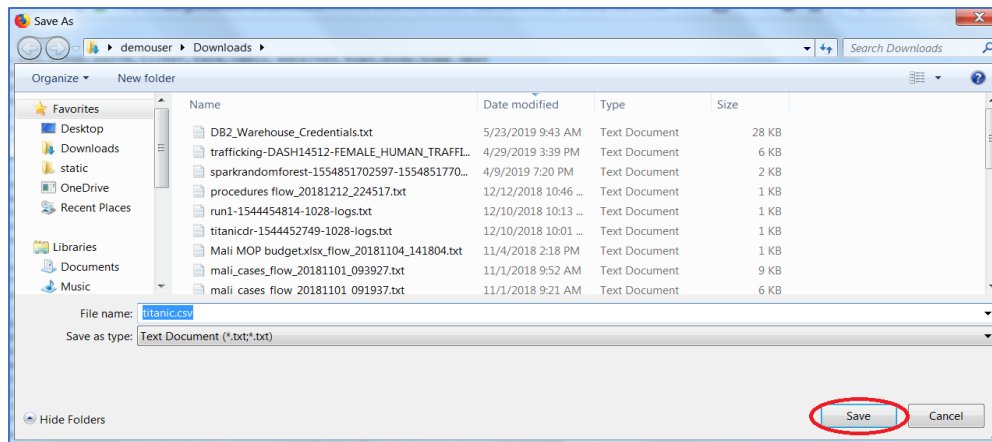 Save As
demouser Downloads
Search Downloads
Organize New folder
Favorites
Desktop
Downloads
static
OneDrive
Recent Places
Libraries
Documents
Music
Name Date modified Type Size
DB2_Warehouse_Credentials.txt 5/23/2019 9:43 AM Text Document 28 KB
trafficking-DASH14512-FEMALE_HUMAN_TRAFFI... 4/29/2019 3:39 PM Text Document 6 KB
sparkrandomforest-1554851702597-1554851770... 4/9/2019 7:20 PM Text Document 2 KB
procedures flow_20181212_224517.txt 12/12/2018 10:46 ... Text Document 1 KB
run1-1544454814-1028-logs.txt 12/10/2018 10:13 ... Text Document 1 KB
titanicdr-1544452749-1028-logs.txt 12/10/2018 10:01 ... Text Document 1 KB
Mali MOP budget.xlsx_flow_20181104_141804.txt 11/4/2018 2:18 PM Text Document 1 KB
mali_cases_flow_20181101_093927.txt 11/1/2018 9:52 AM Text Document 9 KB
mali_cases_flow_20181101_091937.txt 11/1/2018 9:21 AM Text Document 6 KB
File name: titanic.csv
Save as type: Text Document (*.txt;*.txt)
Hide Folders
Save Cancel